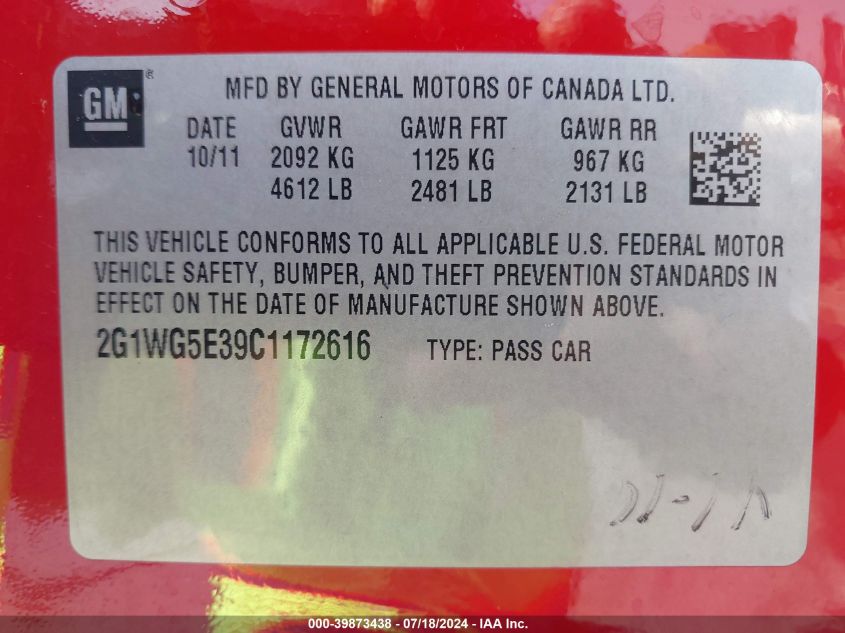 GM ®
MFD BY GENERAL MOTORS OF CANADA LTD.
DATE GVWR GAWR FRT GAWR RR
10/11 2092 KG 1125 KG 967 KG
4612 LB 2481 LB 2131 LB
THIS VEHICLE CONFORMS TO ALL APPLICABLE U.S. FEDERAL MOTOR
VEHICLE SAFETY, BUMPER, AND THEFT PREVENTION STANDARDS IN
EFFECT ON THE DATE OF MANUFACTURE SHOWN ABOVE.
2G1WG5E39C1172616 TYPE: PASS CAR
000-39873438 - 07/18/2024 - IAA Inc.